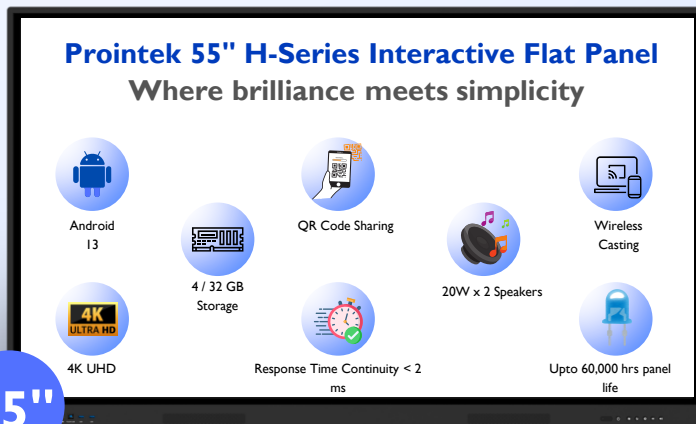 Prointek 55" H-Series Interactive Flat Panel
Where brilliance meets simplicity
Android
13
QR Code Sharing
Wireless
Casting
4 / 32 GB
Storage
20W x 2 Speakers
4K
ULTRA HD
4K UHD
Response Time Continuity < 2
ms
Upto 60,000 hrs panel
life
5"